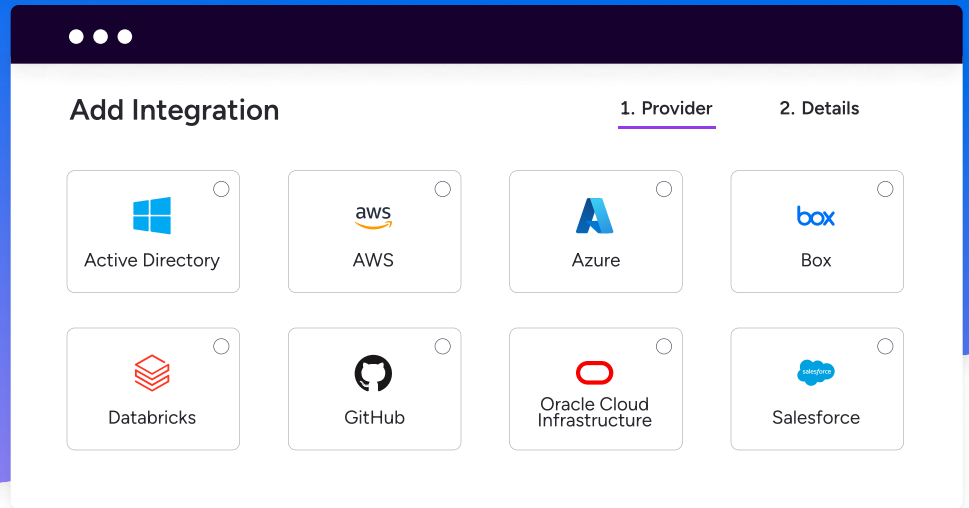 Add Integration
1. Provider
2. Details
Active Directory
aws
AWS
Azure
box
Box
Databricks
GitHub
Oracle Cloud
Infrastructure
salesforce
Salesforce